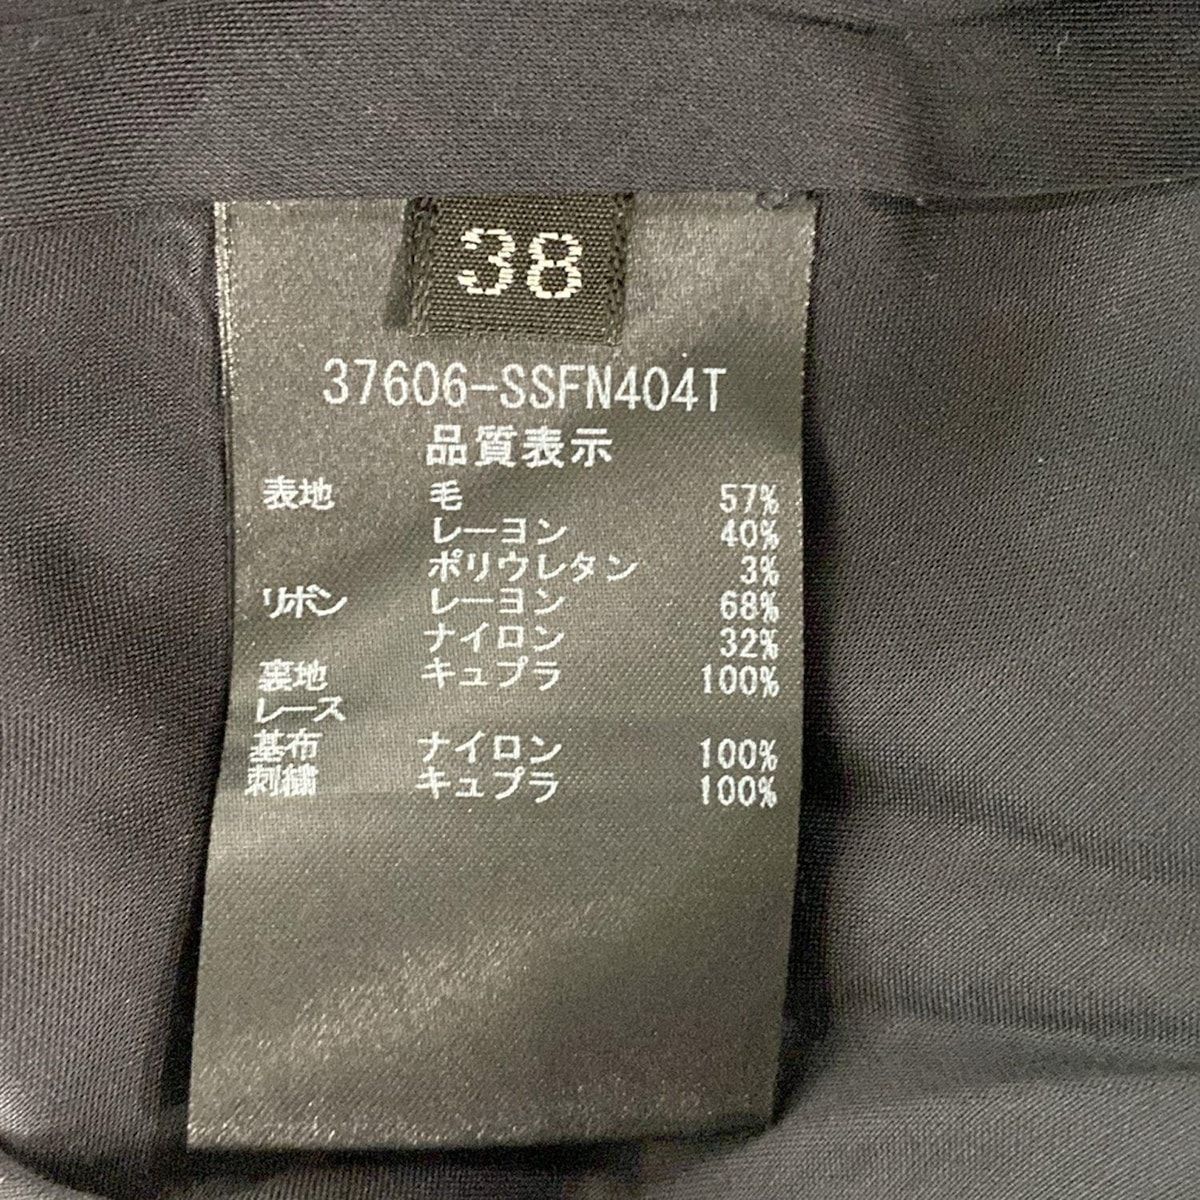 38
37606-SSFN404T
品質表示
表地 毛 57%
レーヨン 40%
ポリウレタン 3%
リボン レーヨン 68%
ナイロン 32%
裏地 キュプラ 100%
レース
基布 ナイロン 100%
刺繍 キュプラ 100%